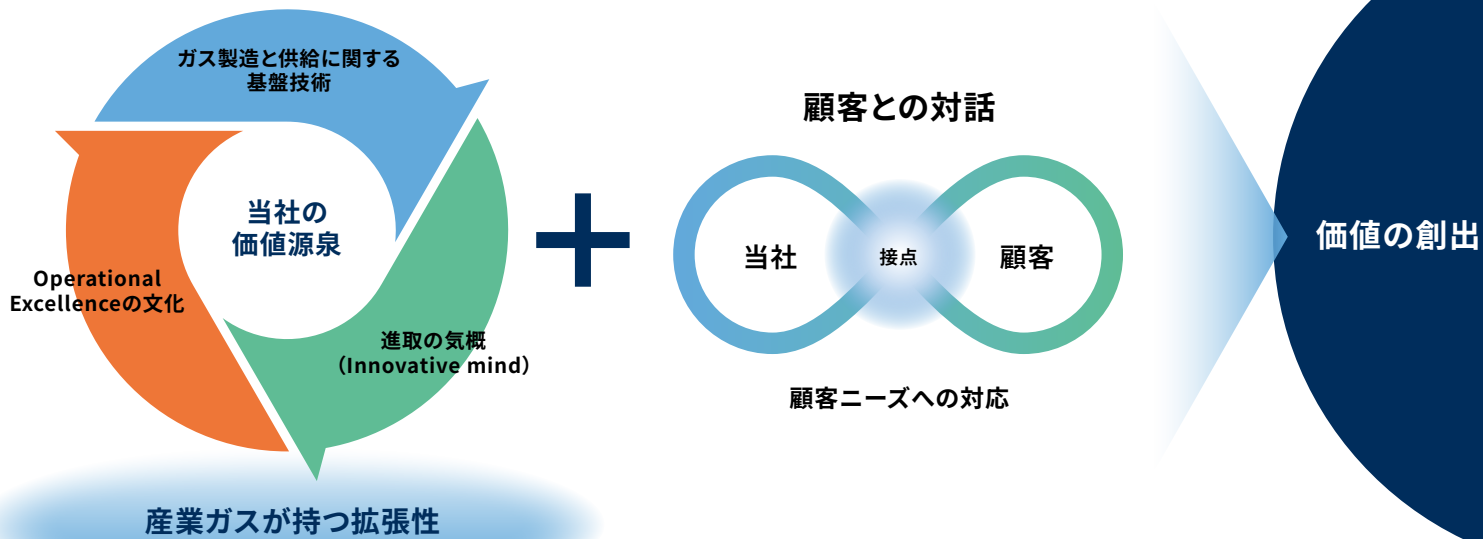 ガス製造と供給に関する
基盤技術
当社の
価値源泉
Operational
Excellenceの文化
進取の気概
（Innovative mind）
産業ガスが持つ拡張性
顧客との対話
当社
接点
顧客
顧客ニーズへの対応
価値の創出